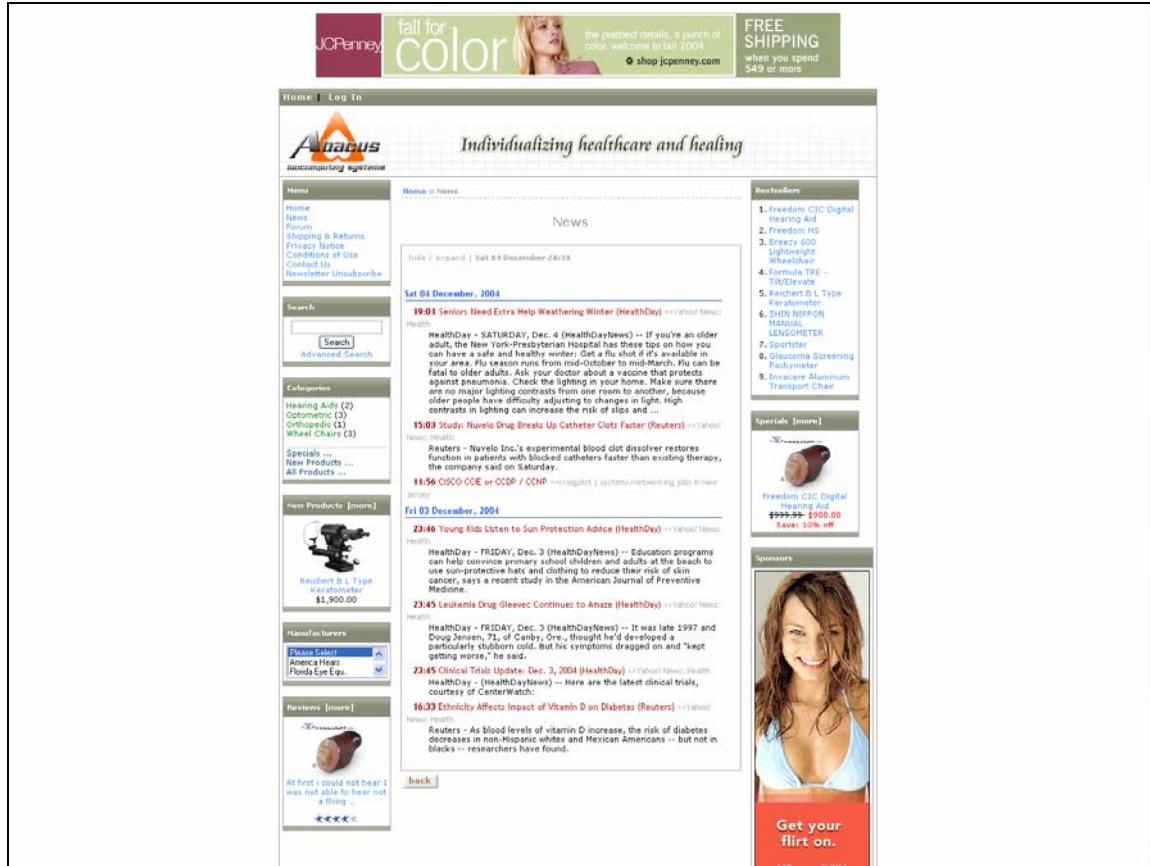 JCPenney
fall for
color
the prettiest details, a punch of
color. welcome to fall 2004.
shop jcpenney.com
FREE
SHIPPING
when you spend
$49 or more
Home | Log In
Abacus
biocomputing systems
Individualizing healthcare and healing
Menu
Home
News
Forum
Shipping & Returns
Privacy Notice
Conditions of Use
Contact Us
Newsletter Unsubscribe
Search
Search
Advanced Search
Categories
Hearing Aids (2)
Optometric (3)
Orthopedic (1)
Wheel Chairs (3)
Specials ...
New Products ...
All Products ...
New Products [more]
Reichert B L Type
Keratometer
$1,900.00
Manufacturers
Please Select
America Hears
Florida Eye Equ..
Reviews [more]
At first i could not hear I
was not able to hear not
a thing ..
Home :: News
News
hide / expand | Sat 04 December 20:38
Sat 04 December, 2004
19:01 Seniors Need Extra Help Weathering Winter (HealthDay) >>Yahoo! News:
Health
HealthDay - SATURDAY, Dec. 4 (HealthDayNews) -- If you're an older
adult, the New York-Presbyterian Hospital has these tips on how you
can have a safe and healthy winter: Get a flu shot if it's available in
your area. Flu season runs from mid-October to mid-March. Flu can be
fatal to older adults. Ask your doctor about a vaccine that protects
against pneumonia. Check the lighting in your home. Make sure there
are no major lighting contrasts from one room to another, because
older people have difficulty adjusting to changes in light. High
contrasts in lighting can increase the risk of slips and ...
15:03 Study: Nuvelo Drug Breaks Up Catheter Clots Faster (Reuters) >>Yahoo!
News: Health
Reuters - Nuvelo Inc.'s experimental blood clot dissolver restores
function in patients with blocked catheters faster than existing therapy,
the company said on Saturday.
11:56 CISCO CCIE or CCDP / CCNP >>craigslist | systems/networking jobs in new
jersey
Fri 03 December, 2004
23:46 Young Kids Listen to Sun Protection Advice (HealthDay) >>Yahoo! News:
Health
HealthDay - FRIDAY, Dec. 3 (HealthDayNews) -- Education programs
can help convince primary school children and adults at the beach to
use sun-protective hats and clothing to reduce their risk of skin
cancer, says a recent study in the American Journal of Preventive
Medicine.
23:45 Leukemia Drug Gleevec Continues to Amaze (HealthDay) >>Yahoo! News:
Health
HealthDay - FRIDAY, Dec. 3 (HealthDayNews) -- It was late 1997 and
Doug Jensen, 71, of Canby, Ore., thought he'd developed a
particularly stubborn cold. But his symptoms dragged on and "kept
getting worse," he said.
23:45 Clinical Trials Update: Dec. 3, 2004 (HealthDay) >>Yahoo! News: Health
HealthDay - (HealthDayNews) -- Here are the latest clinical trials,
courtesy of CenterWatch:
16:33 Ethnicity Affects Impact of Vitamin D on Diabetes (Reuters) >>Yahoo!
News: Health
Reuters - As blood levels of vitamin D increase, the risk of diabetes
decreases in non-Hispanic whites and Mexican Americans -- but not in
blacks -- researchers have found.
back
Bestsellers
1. Freedom CIC Digital
Hearing Aid
2. Freedom HS
3. Breezy 600
Lightweight
Wheelchair
4. Formula TRE -
Tilt/Elevate
5. Reichert B L Type
Keratometer
6. SHIN NIPPON
MANUAL
LENSOMETER
7. Sportster
8. Glaucoma Screening
Pachymeter
9. Invacare Aluminum
Transport Chair
Specials [more]
Freedom CIC Digital
Hearing Aid
$999.99 $900.00
Save: 10% off
Sponsors
Get your
flirt on.